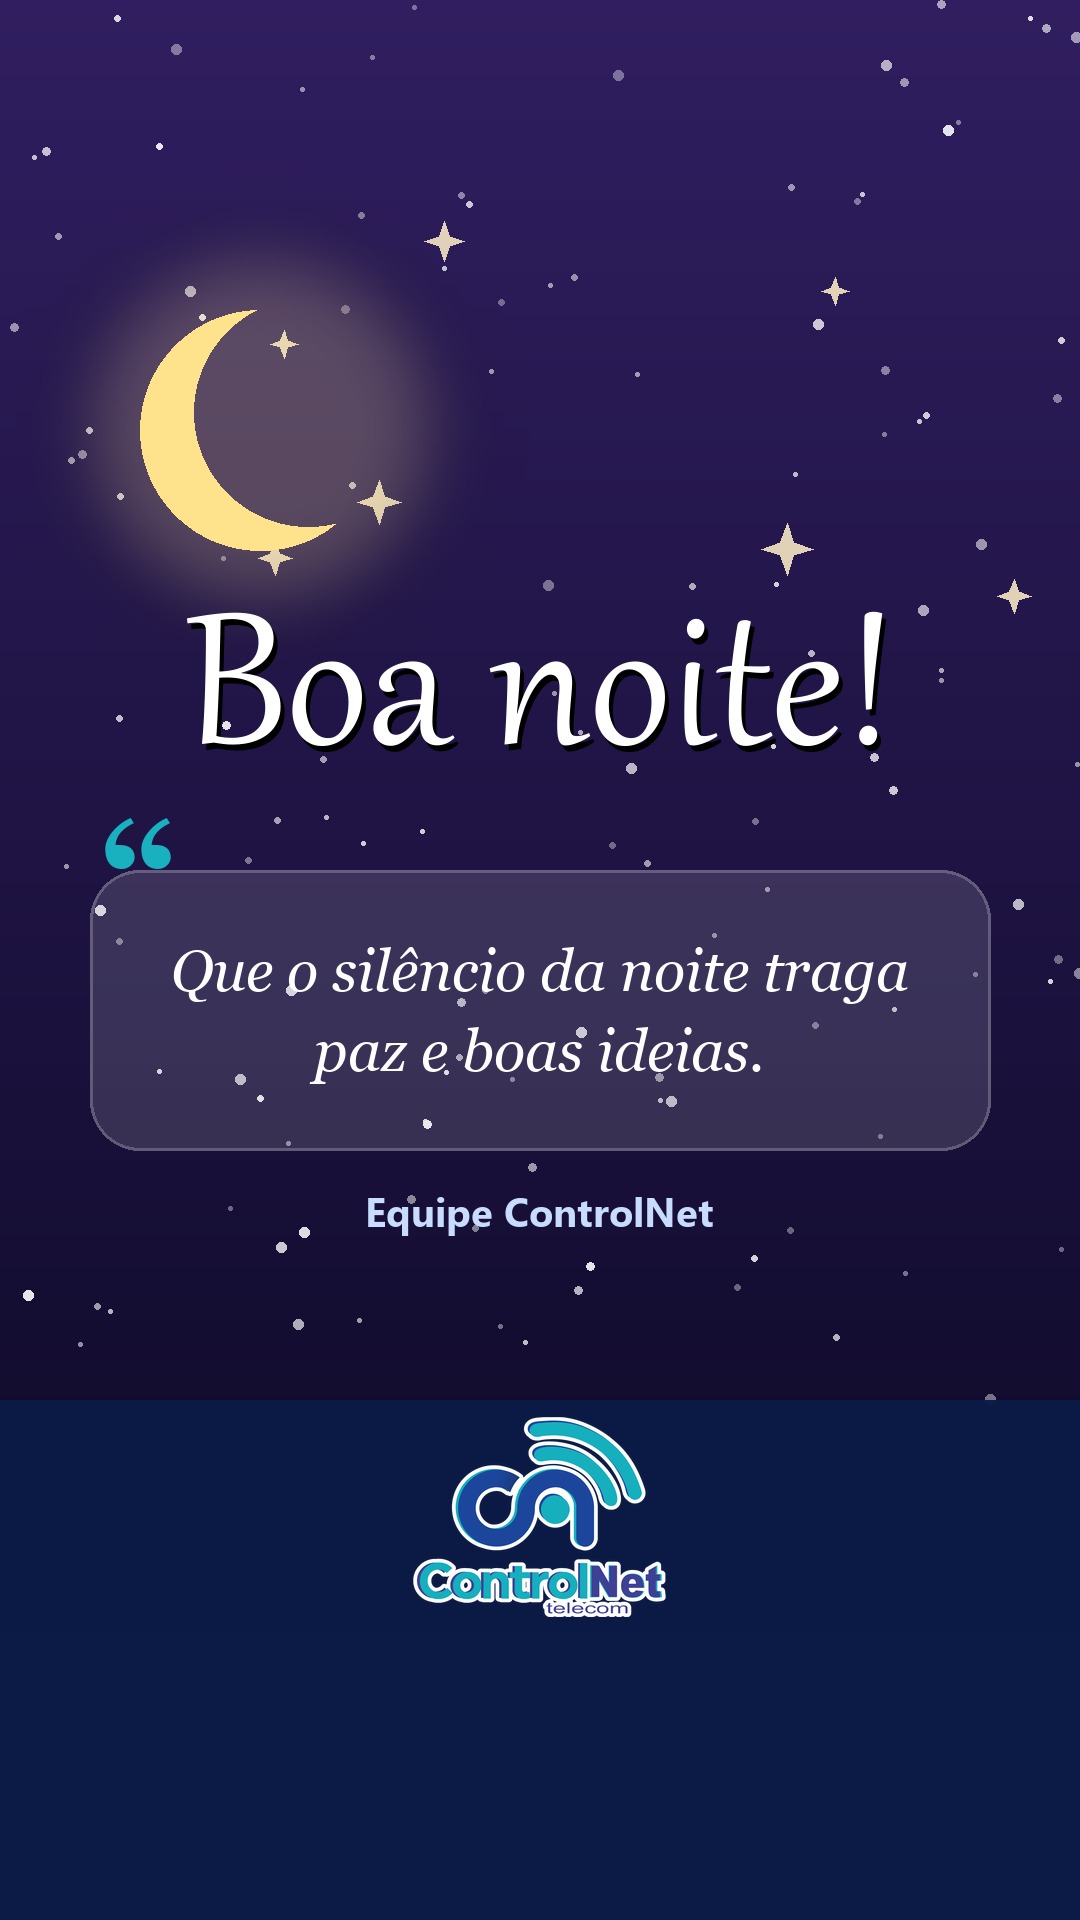 Boa noite!
“
Que o silêncio da noite traga
paz e boas ideias.
Equipe ControlNet
ControlNet
telecom